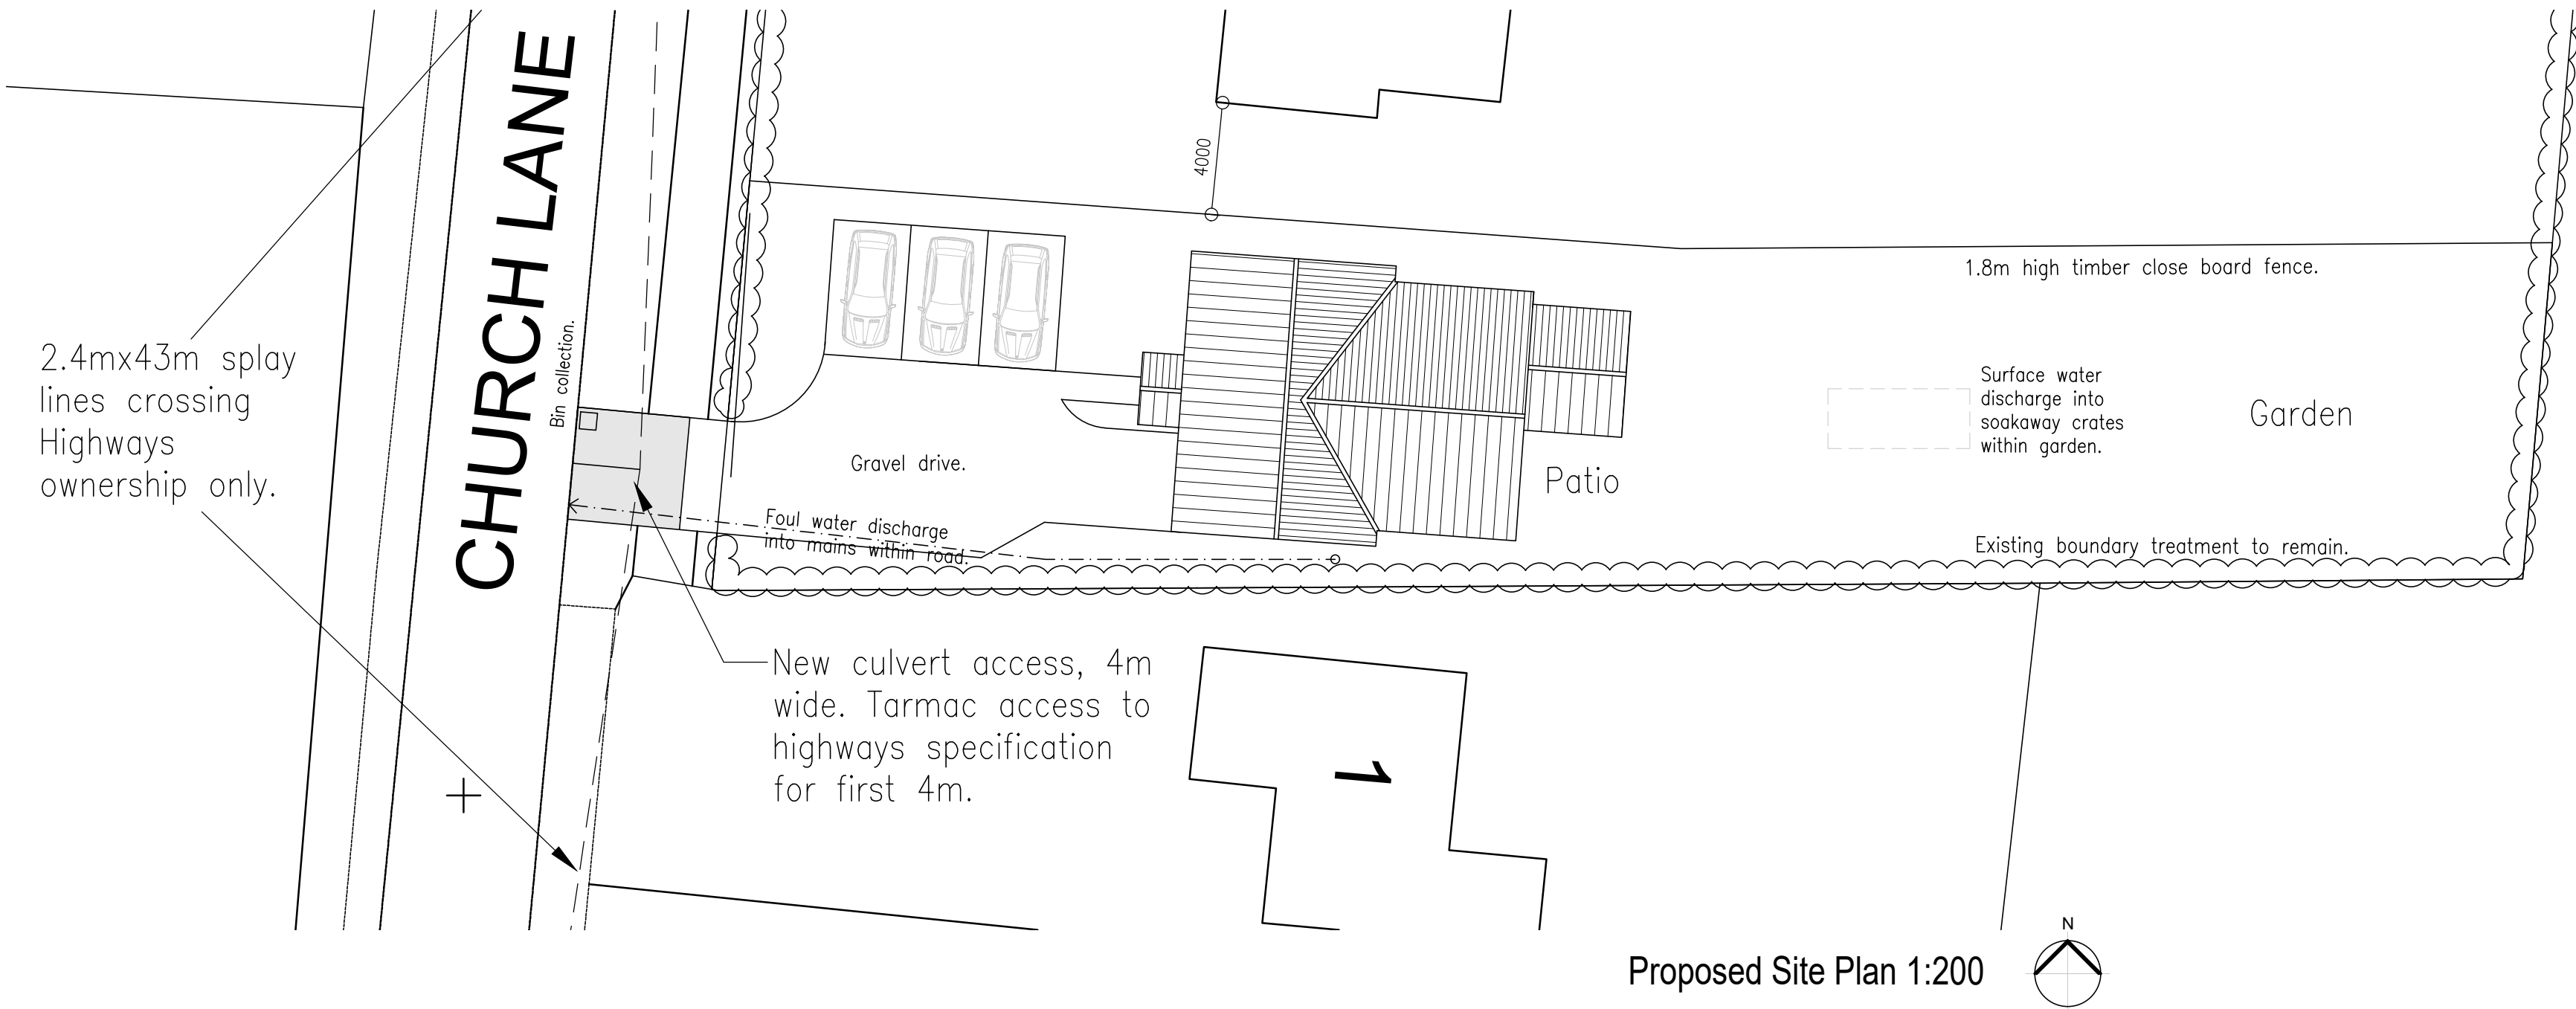 CHURCH LANE
Bin collection.
2.4mx43m splay
lines crossing
Highways
ownership only.
4000
1.8m high timber close board fence.
Surface water
discharge into
soakaway crates
within garden.
Garden
Gravel drive.
Patio
Foul water discharge
into mains within road.
Existing boundary treatment to remain.
New culvert access, 4m
wide. Tarmac access to
highways specification
for first 4m.
1
N
Proposed Site Plan 1:200